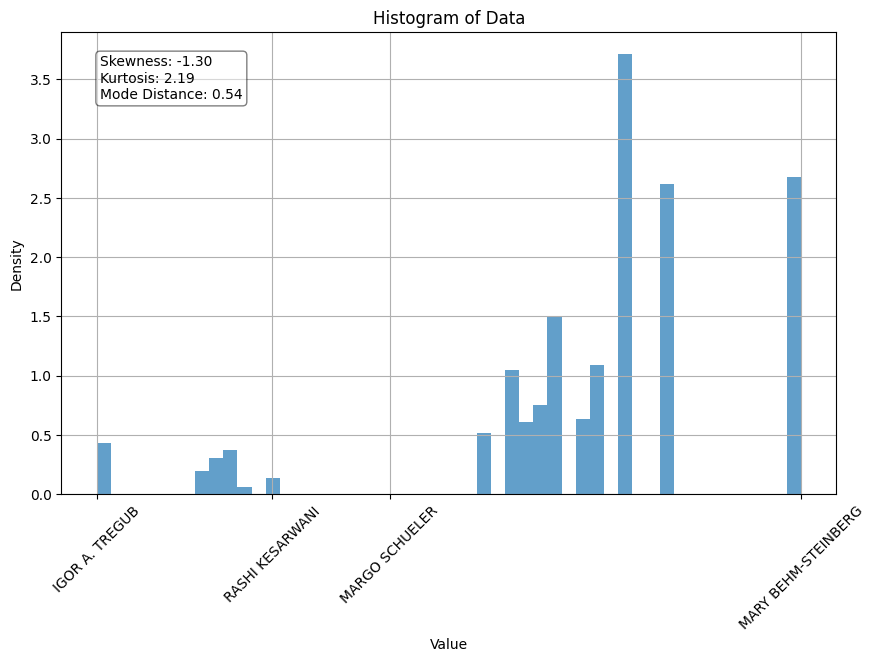 Histogram of Data
Skewness: -1.30
Kurtosis: 2.19
Mode Distance: 0.54
Density
3.5
3.0
2.5
2.0
1.5
1.0
0.5
0.0
IGOR A. TREGUB
RASHI KESARWANI
MARGO SCHUELER
MARY BEHM-STEINBERG
Value